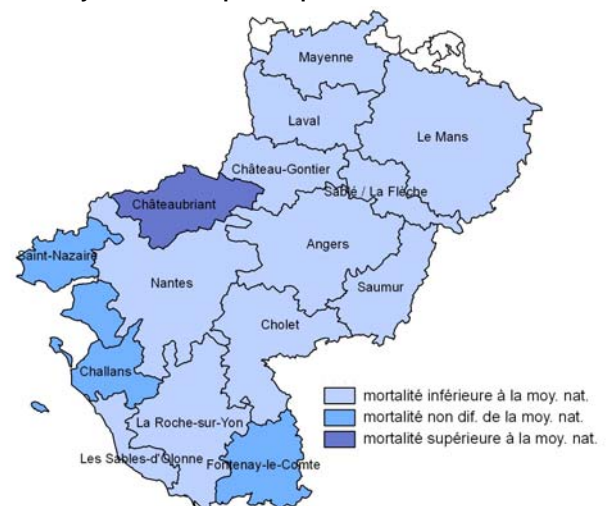 Mayenne
Laval
Le Mans
Château-Gontier
Sablé / La Flèche
Châteaubriant
Angers
Saint-Nazaire
Nantes
Saumur
Cholet
Challans
mortalité inférieure à la moy. nat.
mortalité non dif. de la moy. nat.
La Roche-sur-Yon
mortalité supérieure à la moy. nat.
Les Sables-d'Olonne
Fontenay-le-Comte